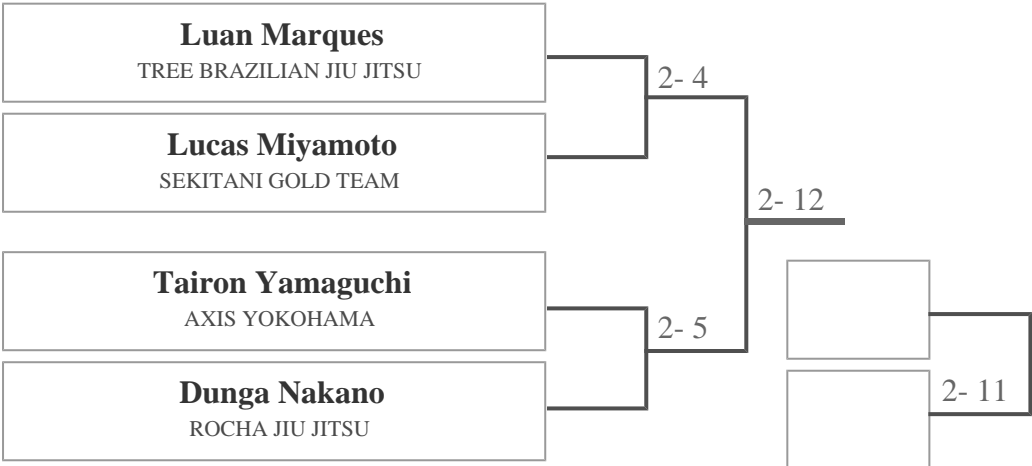 Luan Marques
TREE BRAZILIAN JIU JITSU
2- 4
Lucas Miyamoto
SEKITANI GOLD TEAM
2- 12
Tairon Yamaguchi
AXIS YOKOHAMA
2- 5
Dunga Nakano
ROCHA JIU JITSU
2- 11